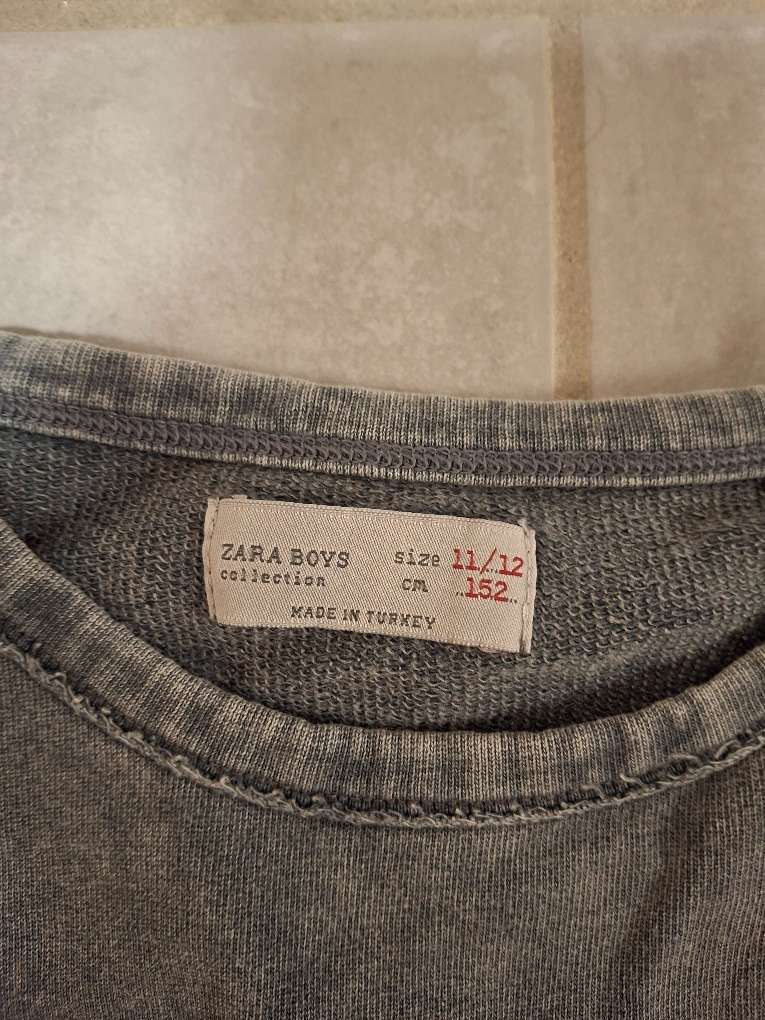 ZARA BOYS size 11/12
collection cm 152
MADE IN TURKEY